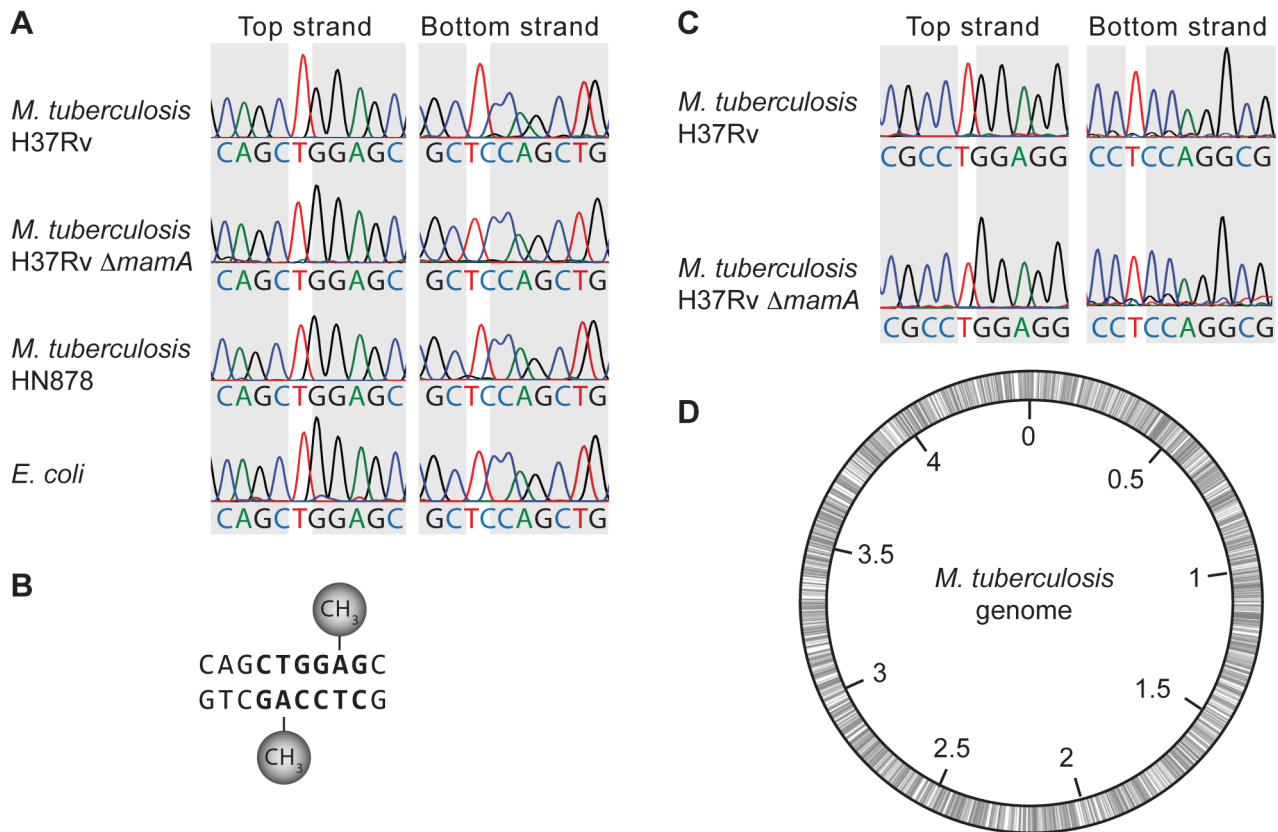 A
Top strand
Bottom strand
M. tuberculosis
H37Rv
CAGCTGGAGC
GCTCCAGCTG
M. tuberculosis
H37Rv ΔmamA
CAGCTGGAGC
GCTCCAGCTG
M. tuberculosis
HN878
CAGCTGGAGC
GCTCCAGCTG
E. coli
CAGCTGGAGC
GCTCCAGCTG
B
CH3
CAGCTGGAGC
GTCGACCTCG
CH3
C
Top strand
Bottom strand
M. tuberculosis
H37Rv
CGCCTGGAGG
CCTCCAGGCG
M. tuberculosis
H37Rv ΔmamA
CGCCTGGAGG
CCTCCAGGCG
D
0
0.5
1
1.5
2
2.5
3
3.5
4
M. tuberculosis
genome